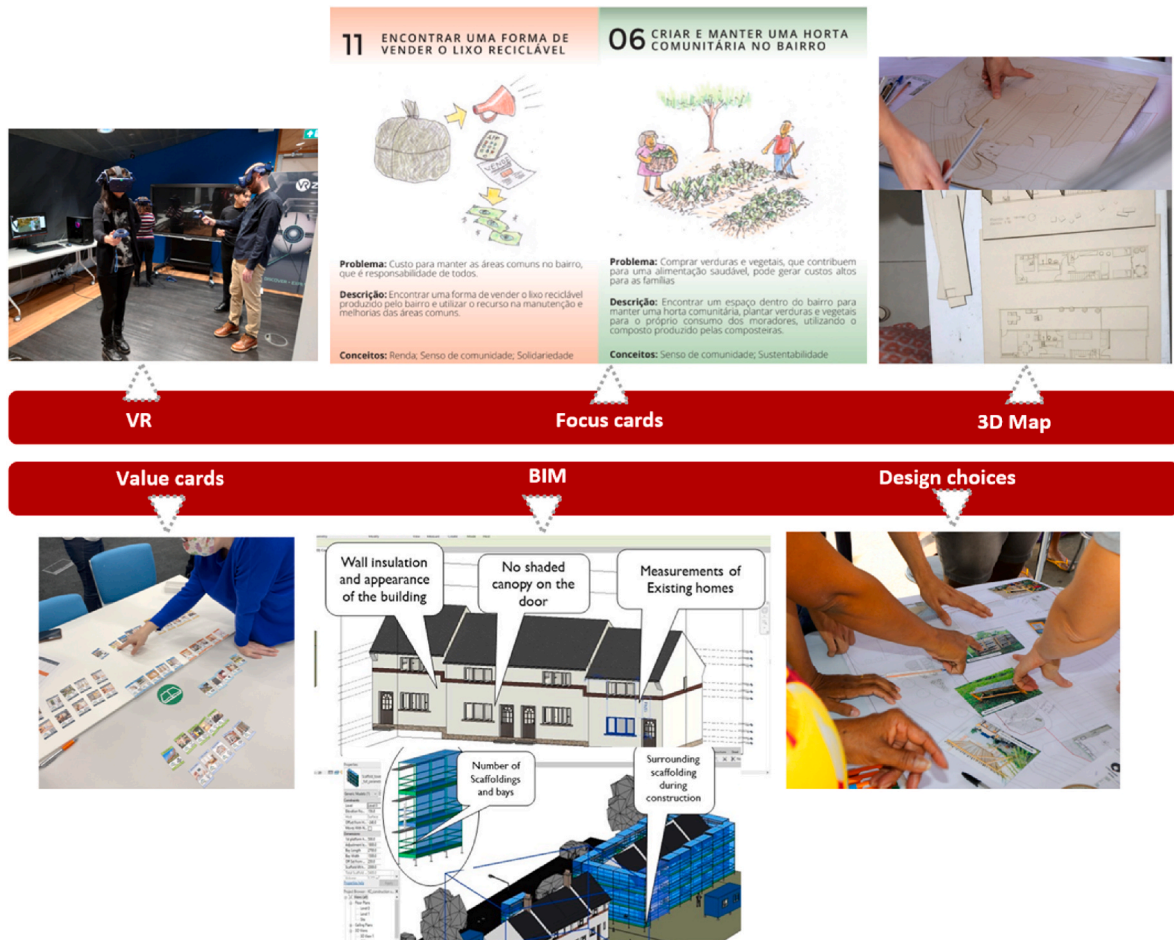 11 ENCONTRAR UMA FORMA DE
VENDER O LIXO RECICLÁVEL
Problema: Custo para manter as áreas comuns no bairro,
que é responsabilidade de todos.
Descrição: Encontrar uma forma de vender o lixo reciclável
produzido pelo bairro e utilizar o recurso na manutenção e
melhorias das áreas comuns.
Conceitos: Renda; Senso de comunidade; Solidariedade
06 CRIAR E MANTER UMA HORTA
COMUNITÁRIA NO BAIRRO
Problema: Comprar verduras e vegetais, que contribuem
para uma alimentação saudável, pode gerar custos altos
para as famílias
Descrição: Encontrar um espaço dentro do bairro para
manter uma horta comunitária, plantar verduras e vegetais
para o próprio consumo dos moradores, utilizando o
composto produzido pelas composteiras.
Conceitos: Senso de comunidade; Sustentabilidade
VR
VR
Focus cards
3D Map
Value cards
BIM
Design choices
Wall insulation
and appearance
of the building
No shaded
canopy on the
door
Measurements of
Existing homes
Number of
Scaffoldings
and bays
Surrounding
scaffolding
during
construction